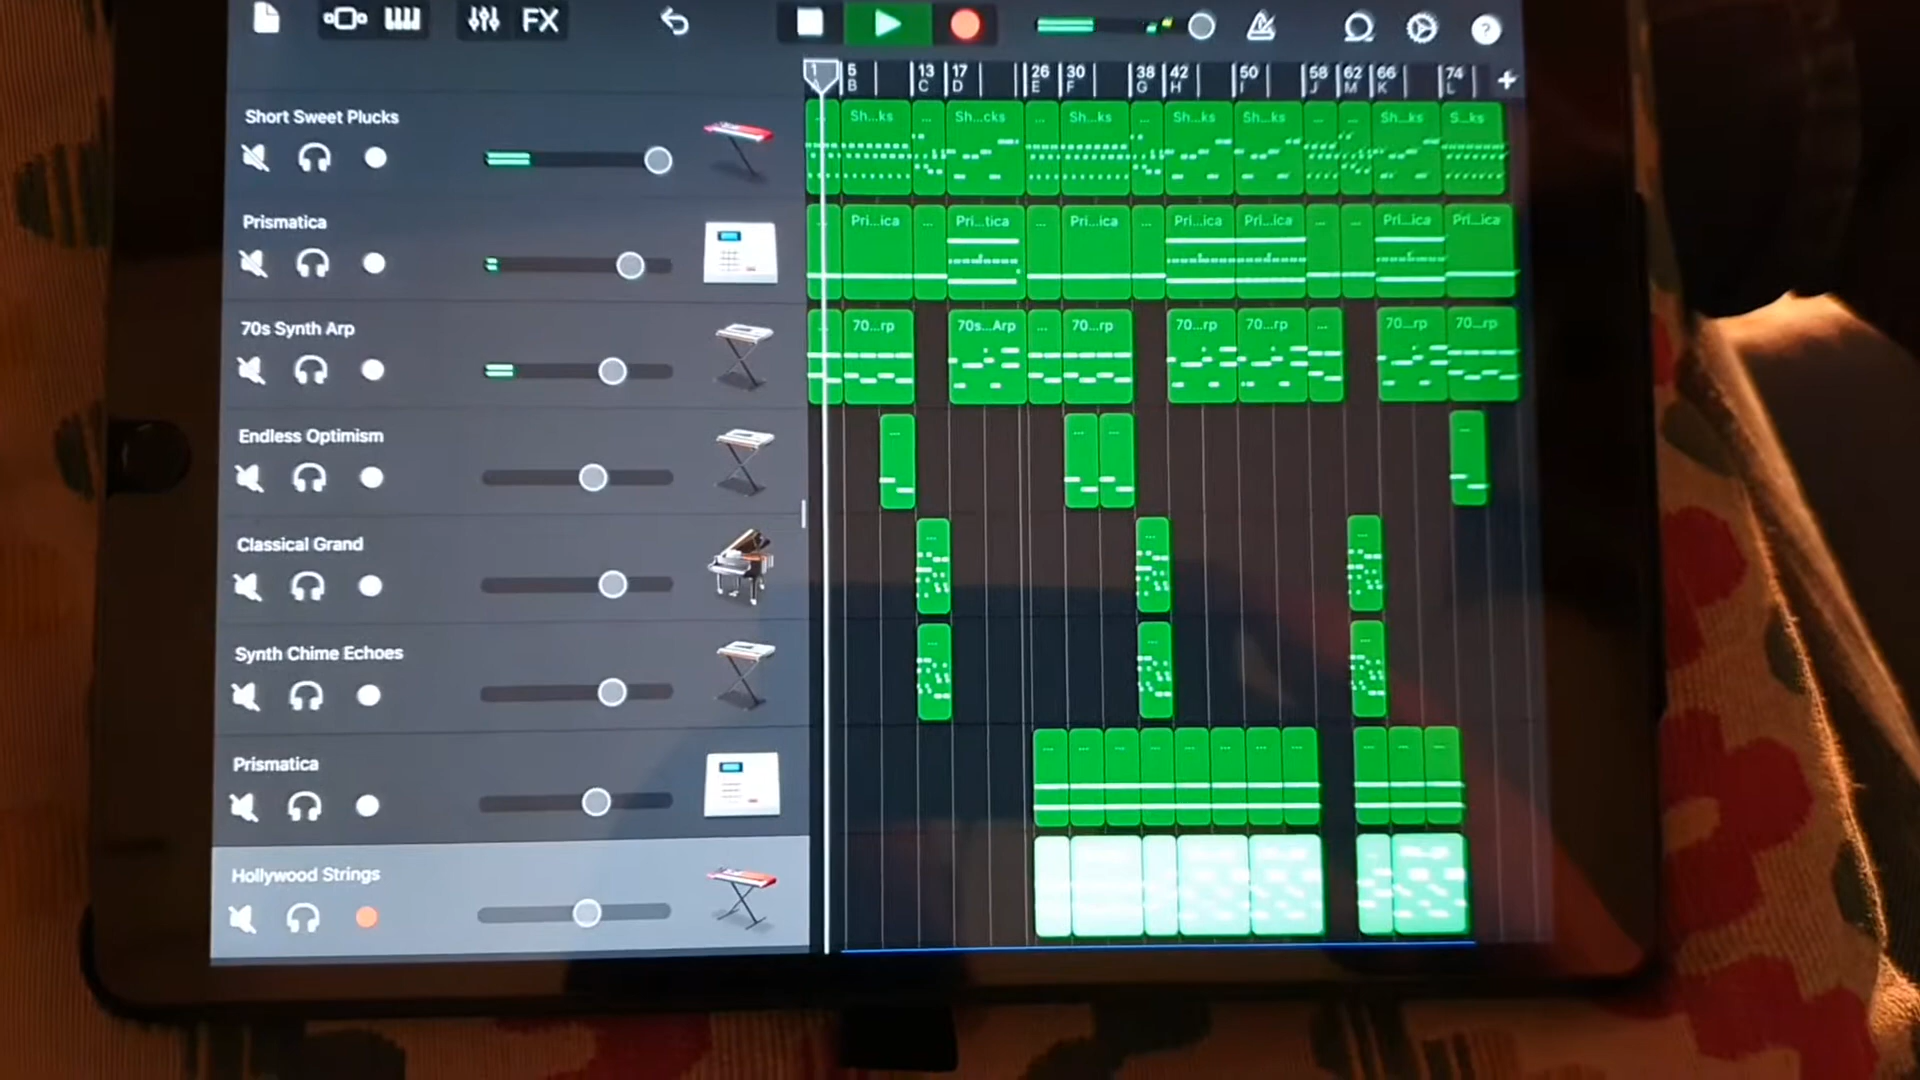 FX
?
1 5 13 17 26 30 38 42 50 58 62 66 74 +
A B C D E F G H I J M K L
Short Sweet Plucks
... Sh...ks ... Sh...cks ... Sh...ks ... Sh...ks Sh...ks ... ... Sh...ks S...ks
Prismatica
... Pri...ica ... Pri...tica ... Pri...ica ... Pri...ica Pri...ica ... ... Pri...ica Pri...ica
70s Synth Arp
... 70...rp 70s...Arp ... 70...rp 70...rp 70...rp ... 70...rp 70...rp
Endless Optimism
Classical Grand
Synth Chime Echoes
Prismatica
Hollywood Strings